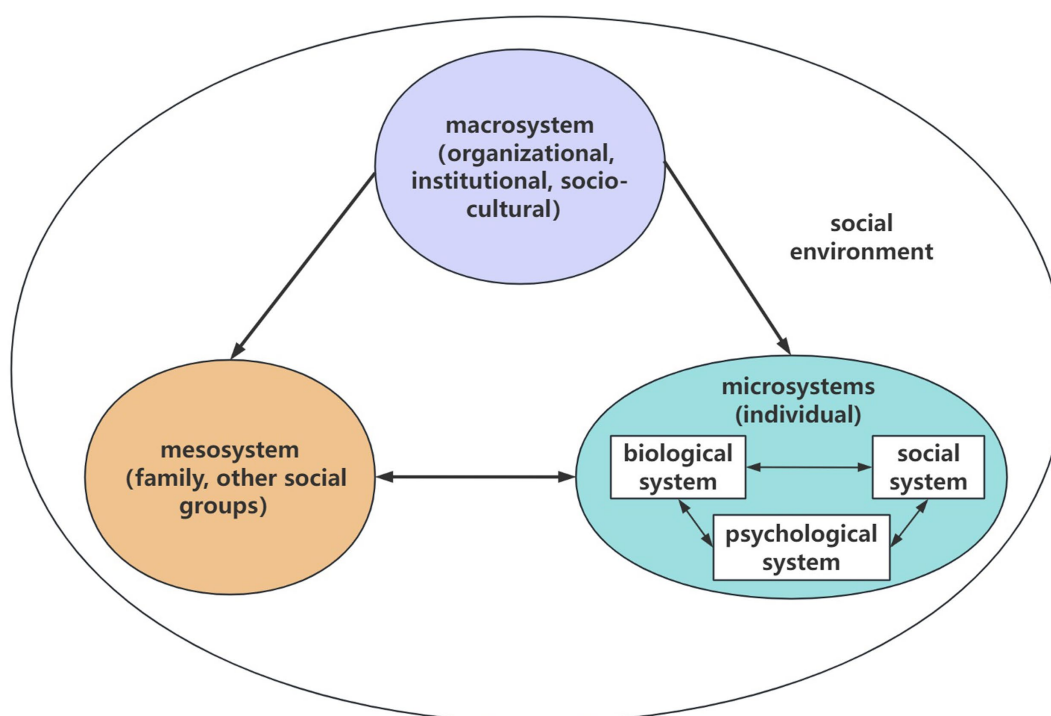 macrosystem
(organizational,
institutional, socio-
cultural)
social
environment
mesosystem
(family, other social
groups)
microsystems
(individual)
biological
system
social
system
psychological
system